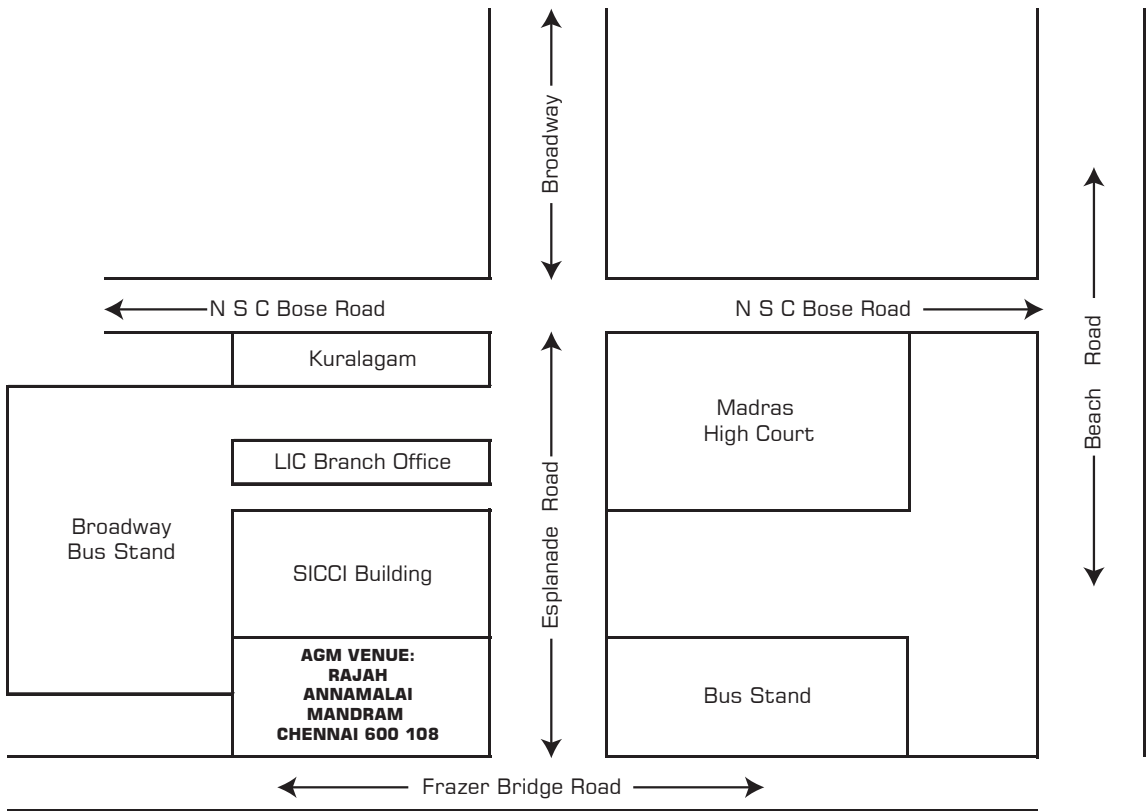 Broadway
N S C Bose Road
N S C Bose Road
Beach Road
Kuralagam
Madras
High Court
LIC Branch Office
Esplanade Road
Broadway
Bus Stand
SICCI Building
AGM VENUE:
RAJAH
ANNAMALAI
MANDRAM
CHENNAI 600 108
Bus Stand
Frazer Bridge Road